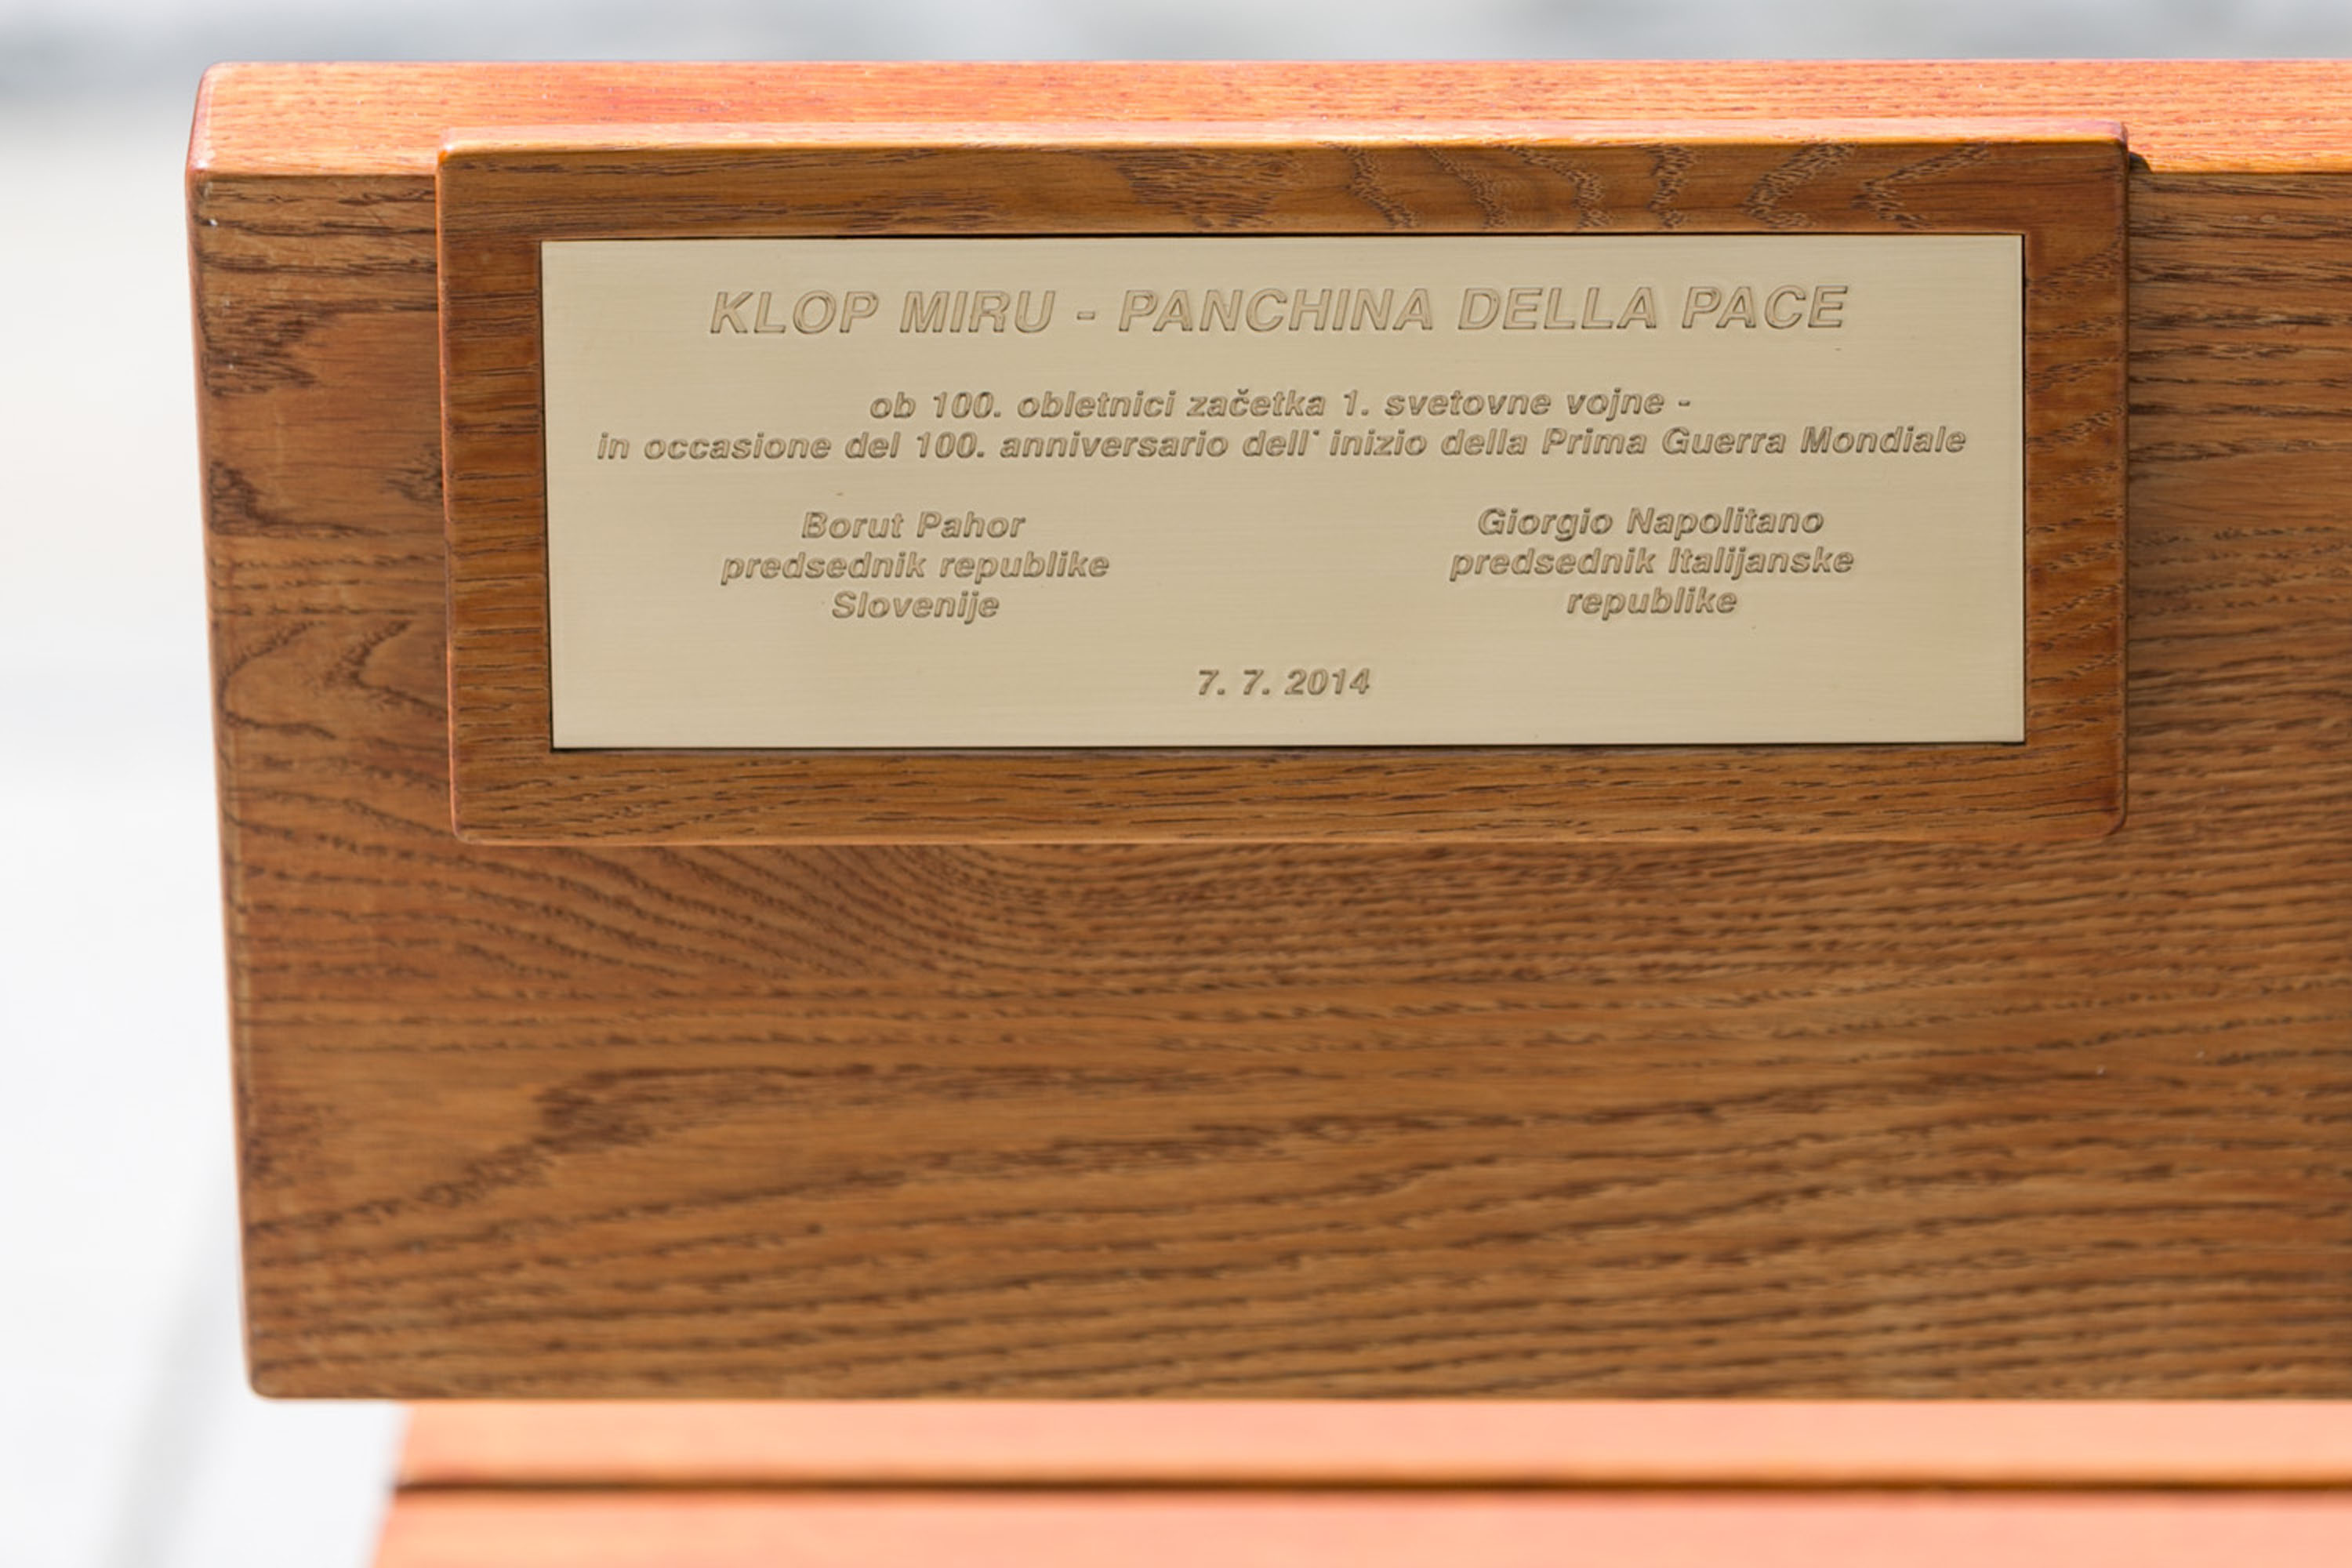 KLOP MIRU - PANCHINA DELLA PACE
ob 100. obletnici začetka 1. svetovne vojne -
in occasione del 100. anniversario dell' inizio della Prima Guerra Mondiale
Borut Pahor
predsednik republike
Slovenije
Giorgio Napolitano
predsednik Italijanske
republike
7. 7. 2014